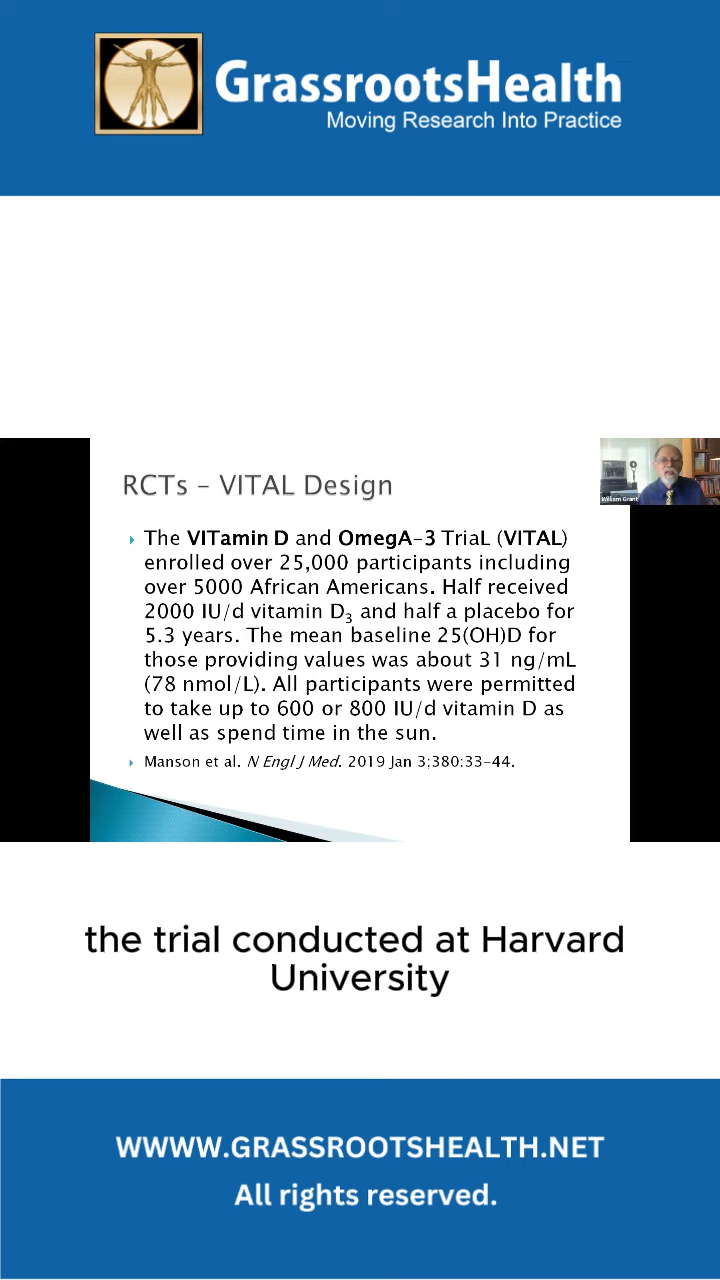 GrassrootsHealth
Moving Research Into Practice
RCTs - VITAL Design
William Grant
The VITamin D and OmegA-3 TriaL (VITAL)
enrolled over 25,000 participants including
over 5000 African Americans. Half received
2000 IU/d vitamin D₃ and half a placebo for
5.3 years. The mean baseline 25(OH)D for
those providing values was about 31 ng/mL
(78 nmol/L). All participants were permitted
to take up to 600 or 800 IU/d vitamin D as
well as spend time in the sun.
Manson et al. N Engl J Med. 2019 Jan 3;380:33-44.
the trial conducted at Harvard
University
WWWW.GRASSROOTSHEALTH.NET
All rights reserved.